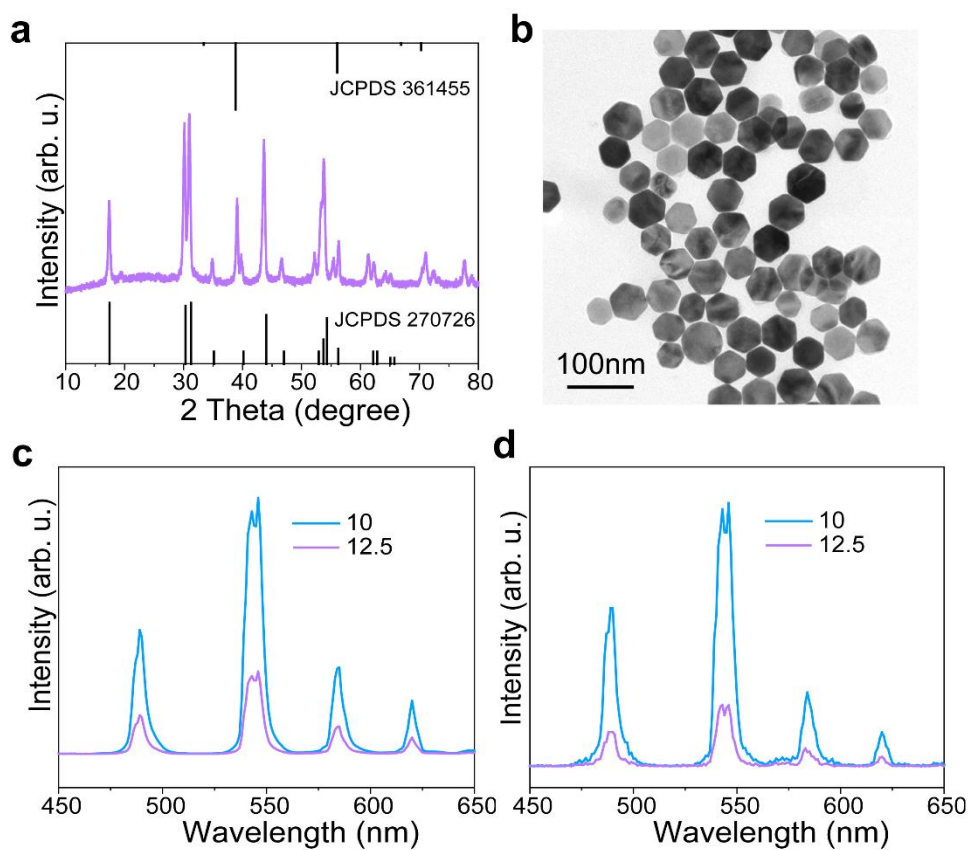 a
JCPDS 361455
Intensity (arb. u.)
JCPDS 270726
10 20 30 40 50 60 70 80
2 Theta (degree)
b
100nm
c
10
12.5
Intensity (arb. u.)
450 500 550 600 650
Wavelength (nm)
d
10
12.5
Intensity (arb. u.)
450 500 550 600 650
Wavelength (nm)